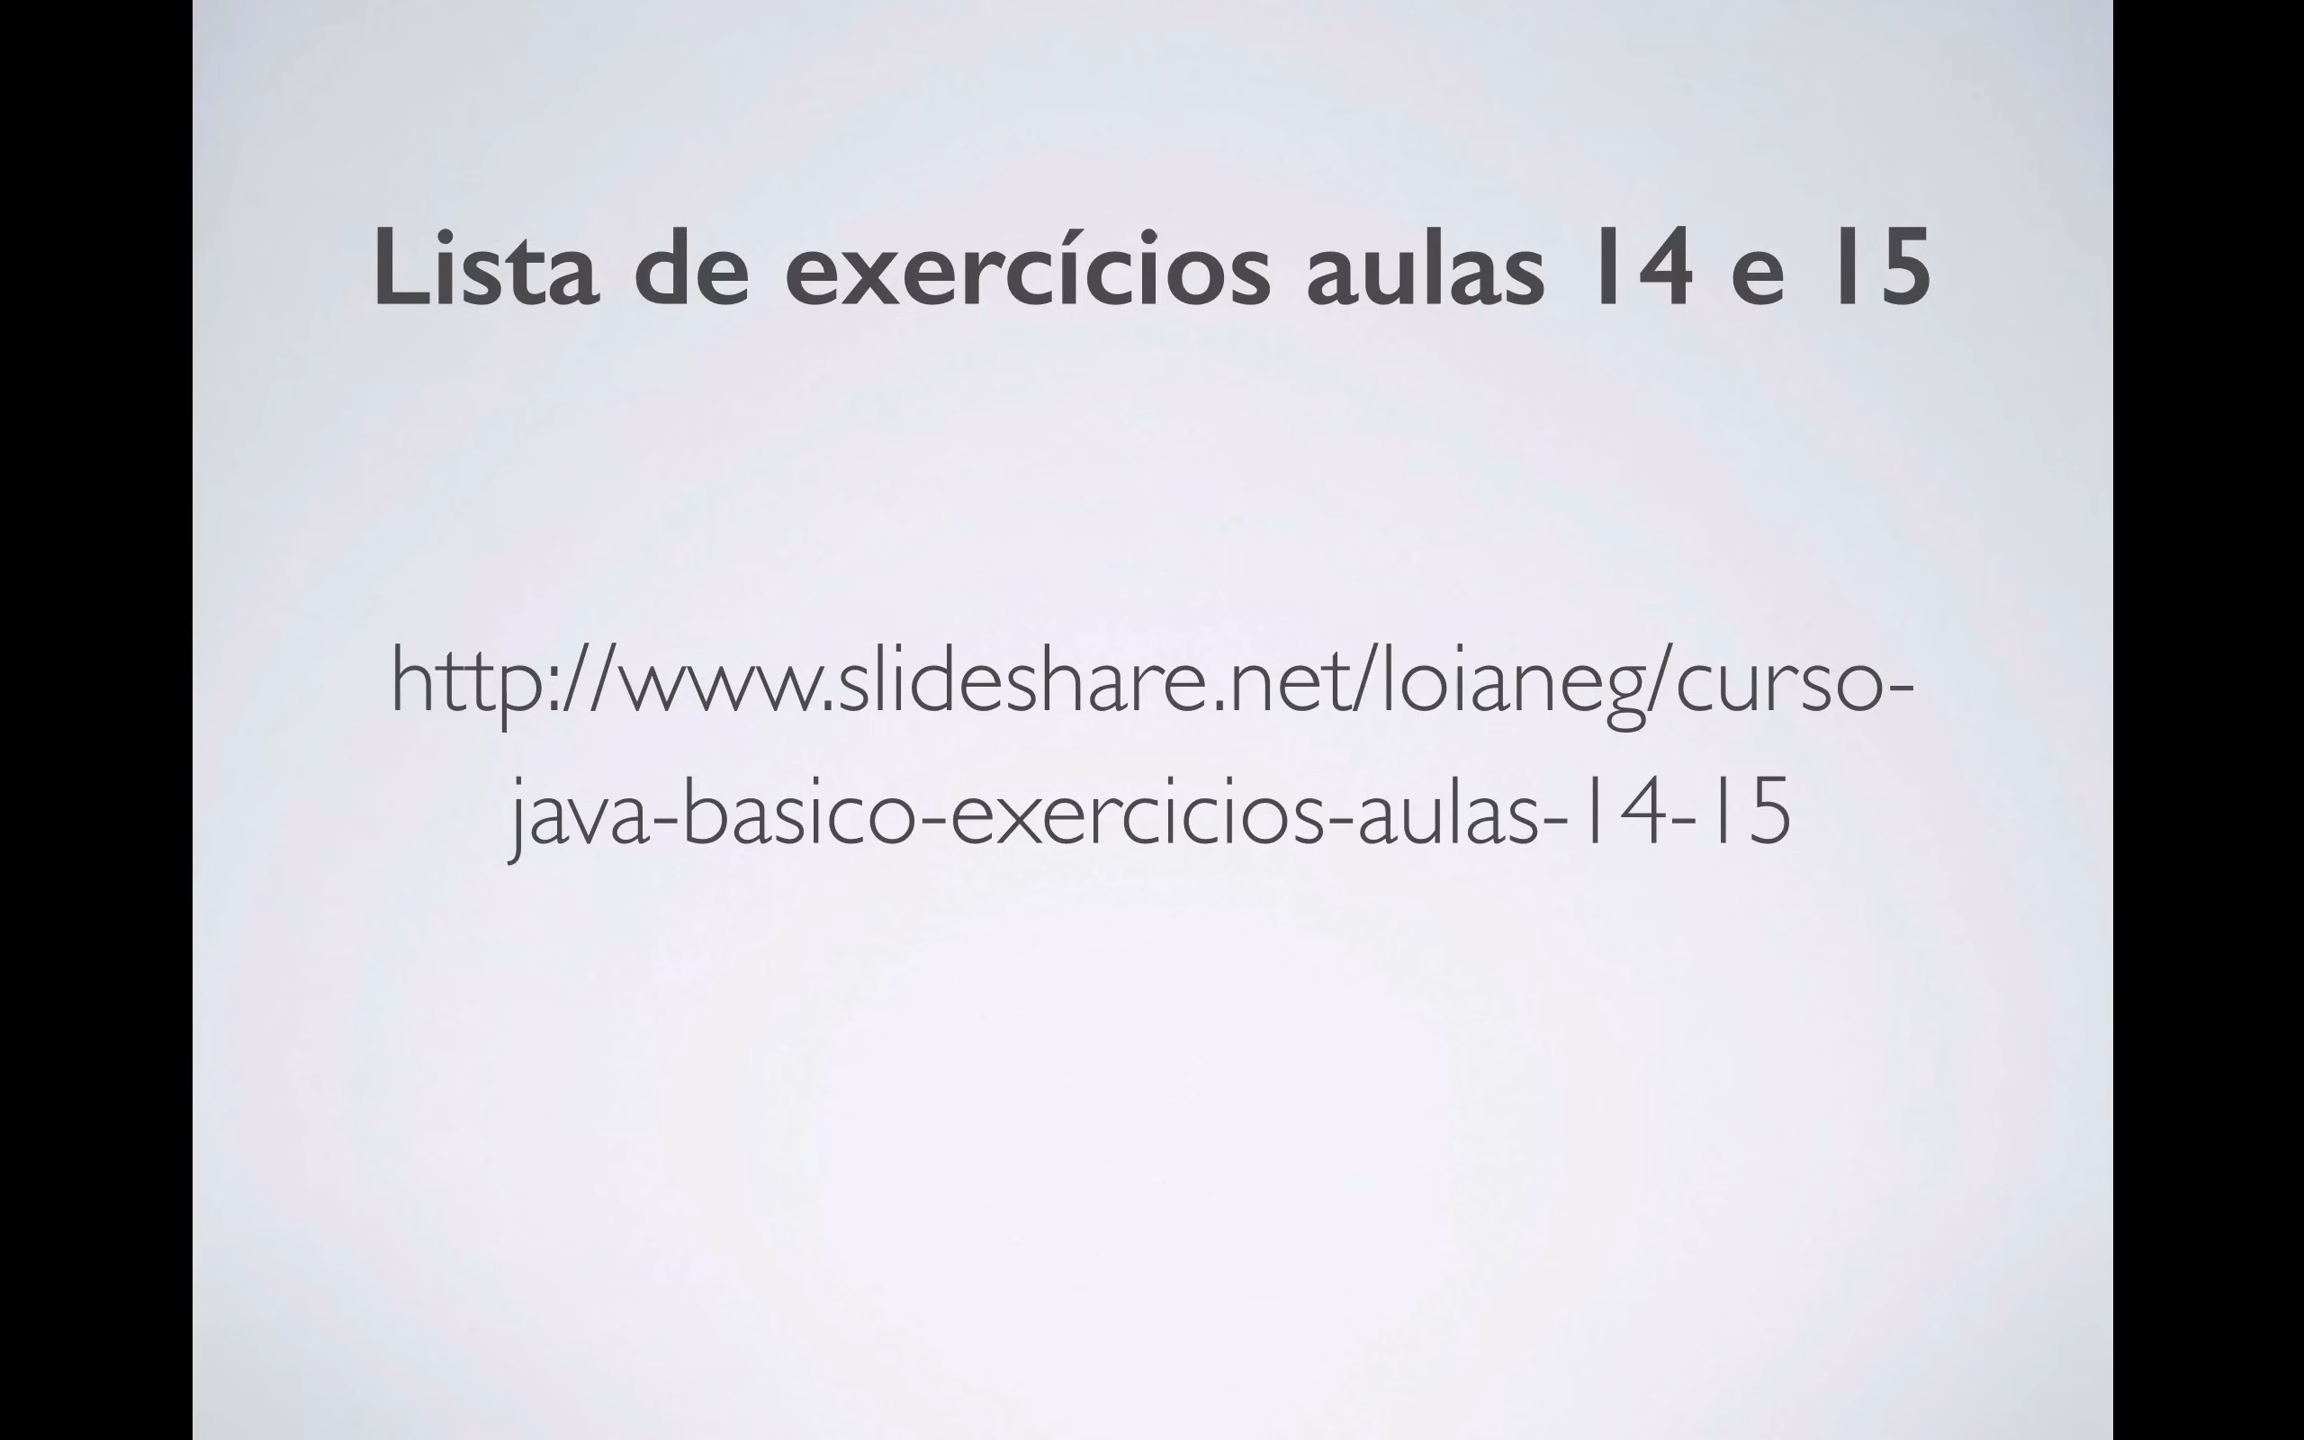 Lista de exercícios aulas 14 e 15
http://www.slideshare.net/loianeg/curso-
java-basico-exercicios-aulas-14-15